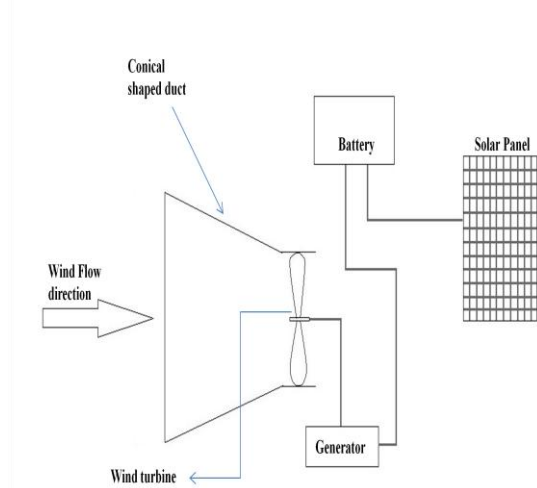 Conical
shaped duct
Battery
Solar Panel
Wind Flow
direction
Generator
Wind turbine